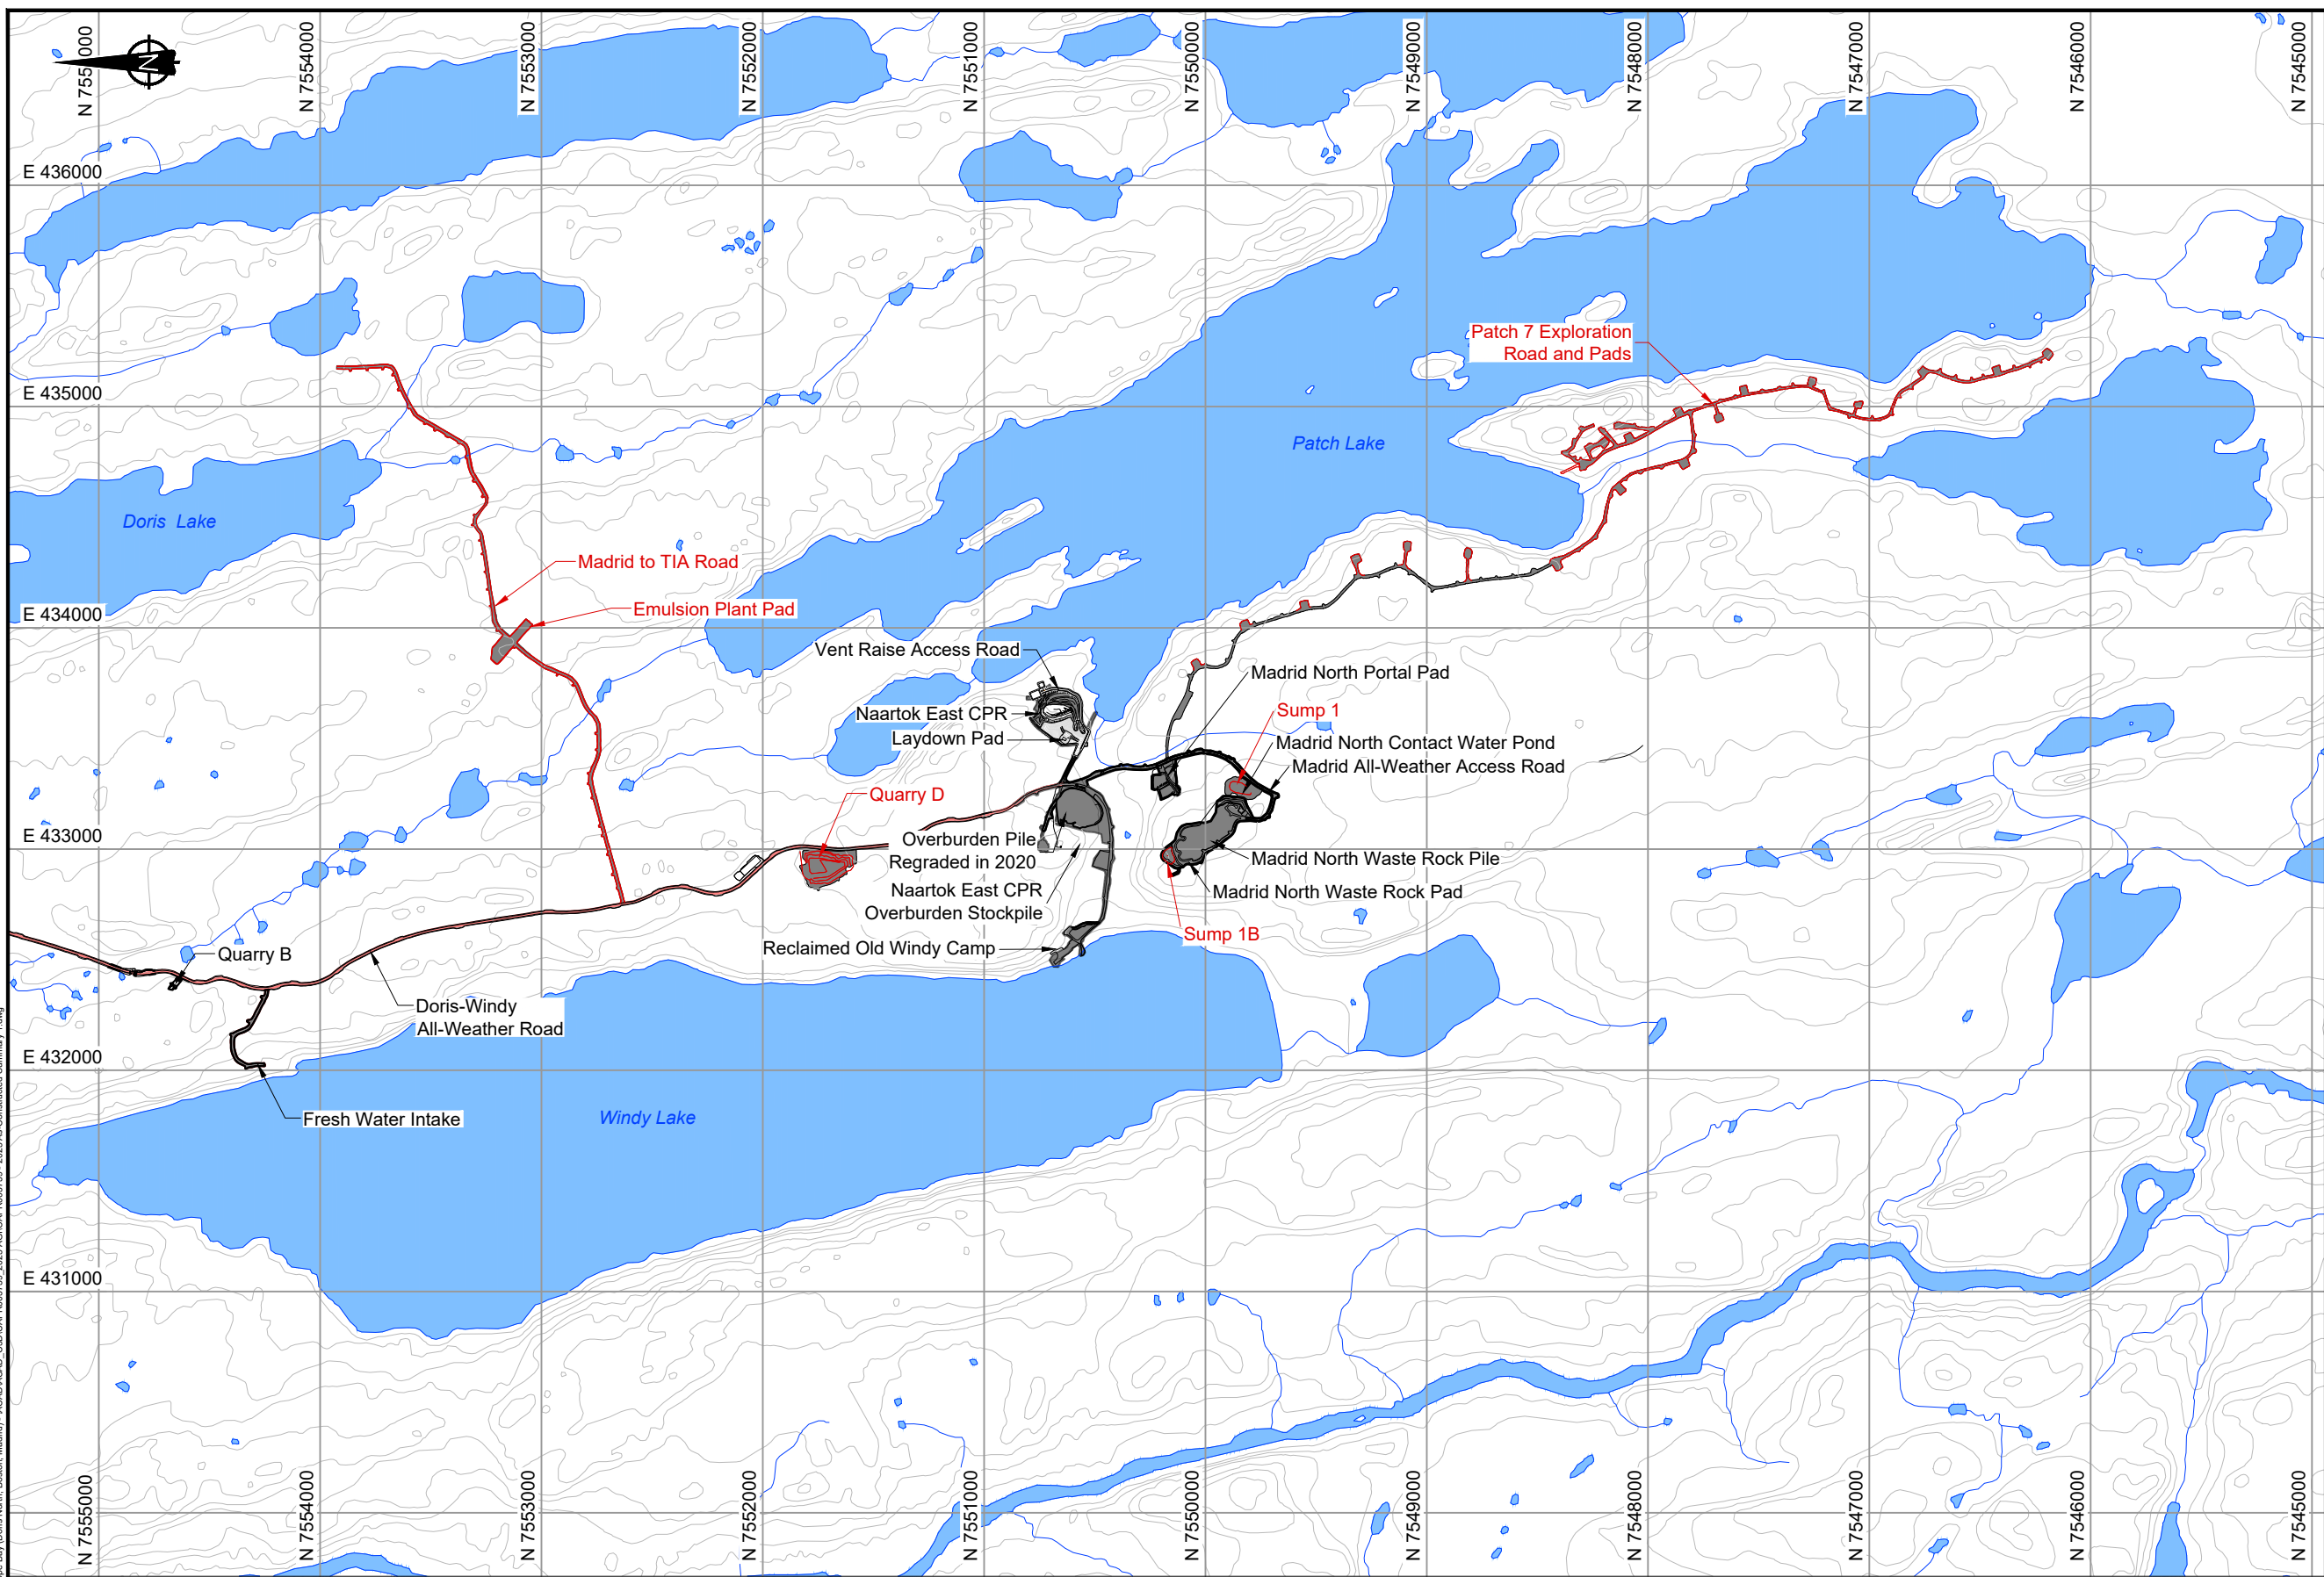 N 7555000
N 7554000
N 7553000
N 7552000
N 7551000
N 7550000
N 7549000
N 7548000
N 7547000
N 7546000
N 7545000
N
E 436000
Patch 7 Exploration
Road and Pads
E 435000
Patch Lake
Doris Lake
Madrid to TIA Road
Emulsion Plant Pad
E 434000
Vent Raise Access Road
Madrid North Portal Pad
Naartok East CPR
Sump 1
Laydown Pad
Madrid North Contact Water Pond
Madrid All-Weather Access Road
Quarry D
E 433000
Overburden Pile
Regraded in 2020
Madrid North Waste Rock Pile
Naartok East CPR
Overburden Stockpile
Madrid North Waste Rock Pad
Sump 1B
Reclaimed Old Windy Camp
Quarry B
Doris-Windy
All-Weather Road
E 432000
Fresh Water Intake
Windy Lake
E 431000
N 7555000
N 7554000
N 7553000
N 7552000
N 7551000
N 7550000
N 7549000
N 7548000
N 7547000
N 7546000
N 7545000